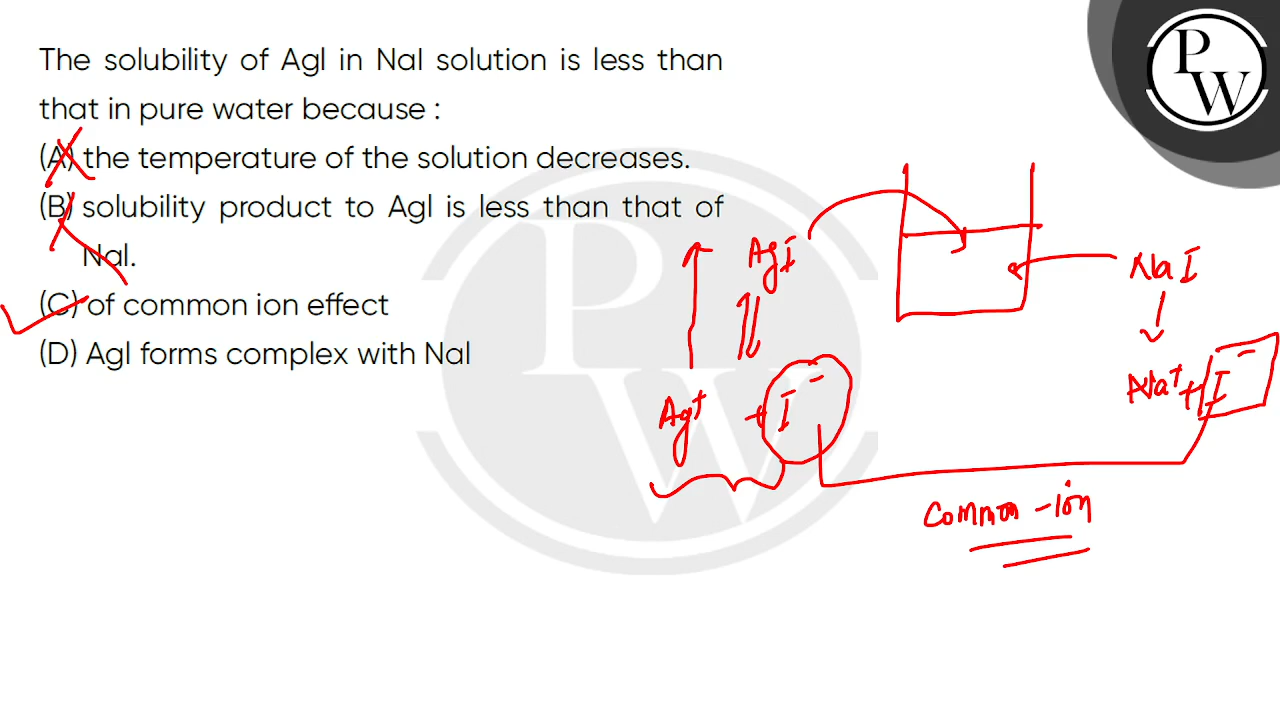 The solubility of AgI in NaI solution is less than
that in pure water because :
(A) the temperature of the solution decreases.
(B) solubility product to AgI is less than that of
NaI.
(C) of common ion effect
(D) AgI forms complex with NaI
PW
AgI
⇅
Ag⁺ + I⁻
NaI
↓
Na⁺ + I⁻
Common - ion
PW